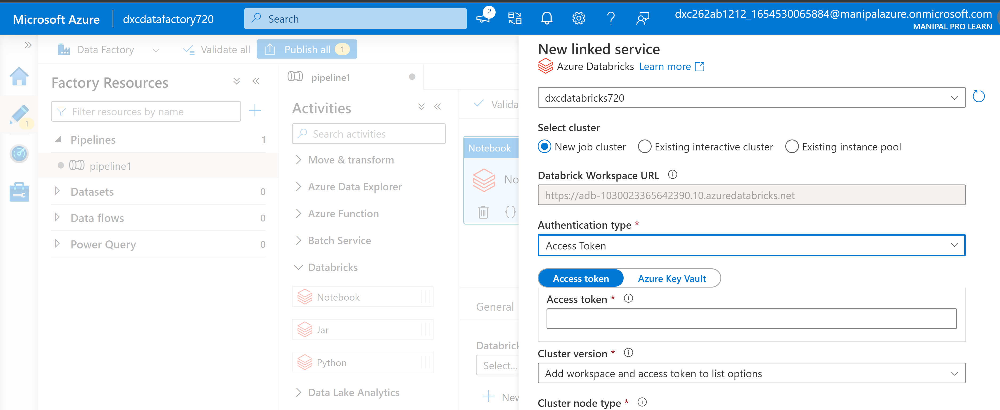 Microsoft Azure
dxcdatafactory720
Search
2
dxc262ab1212_1654530065884@manipalazure.onmicrosoft.com
MANIPAL PRO LEARN
Data Factory
Validate all
Publish all
1
Factory Resources
Filter resources by name
1
Pipelines 1
pipeline1
Datasets 0
Data flows 0
Power Query 0
pipeline1
Activities
Search activities
Move & transform
Azure Data Explorer
Azure Function
Batch Service
Databricks
Notebook
Jar
Python
Data Lake Analytics
Valida
Notebook
No
{}
General
Databrick
Select...
New
New linked service
Azure Databricks Learn more
dxcdatabricks720
Select cluster
New job cluster Existing interactive cluster Existing instance pool
Databrick Workspace URL
https://adb-1030023365642390.10.azuredatabricks.net
Authentication type *
Access Token
Access token Azure Key Vault
Access token *
Cluster version *
Add workspace and access token to list options
Cluster node type *